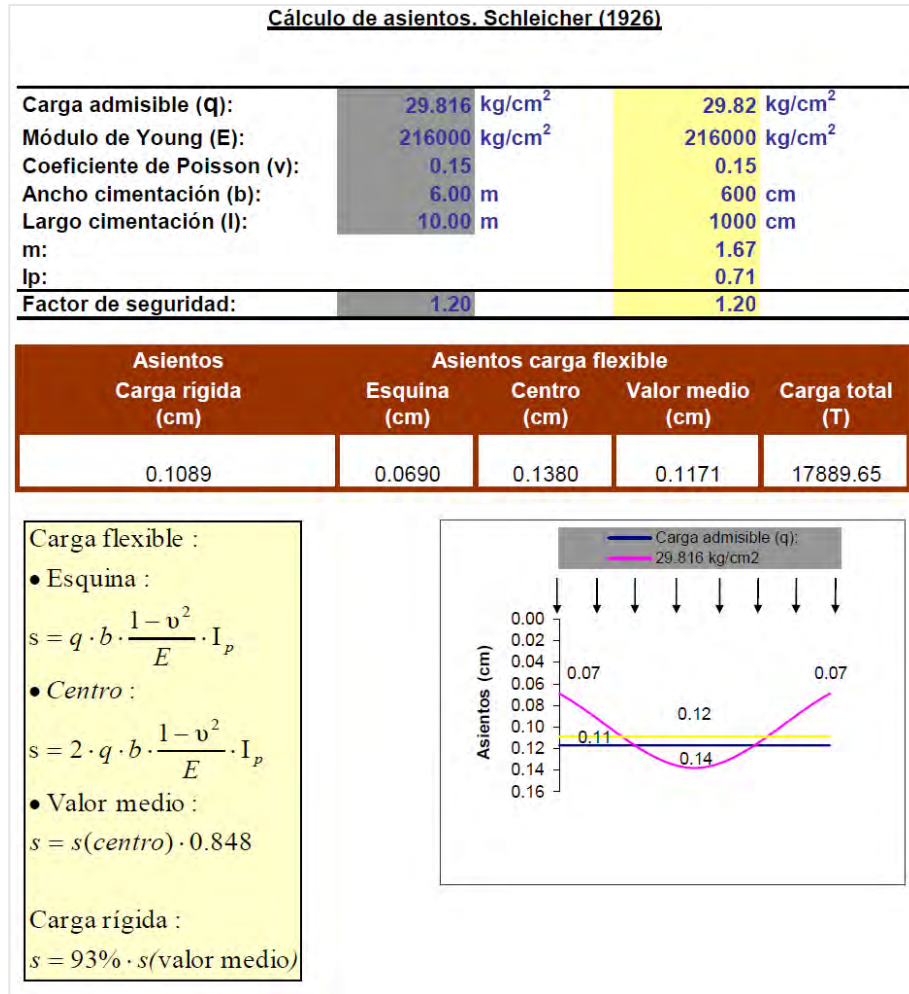 Cálculo de asientos. Schleicher (1926)
Carga admisible (q): 29.816 kg/cm² 29.82 kg/cm²
Módulo de Young (E): 216000 kg/cm² 216000 kg/cm²
Coeficiente de Poisson (v): 0.15 0.15
Ancho cimentación (b): 6.00 m 600 cm
Largo cimentación (l): 10.00 m 1000 cm
m: 1.67
Ip: 0.71
Factor de seguridad: 1.20 1.20
Asientos Asientos carga flexible
Carga rígida Esquina Centro Valor medio Carga total
(cm) (cm) (cm) (cm) (T)
0.1089 0.0690 0.1380 0.1171 17889.65
Carga flexible :
• Esquina :
s = q · b · (1 − υ²)/E · I_p
• Centro :
s = 2 · q · b · (1 − υ²)/E · I_p
• Valor medio :
s = s(centro) · 0.848
Carga rígida :
s = 93% · s(valor medio)
Carga admisible (q):
29.816 kg/cm2
Asientos (cm)
0.00
0.02
0.04
0.06
0.08
0.10
0.12
0.14
0.16
0.07 0.07
0.12
0.11
0.14